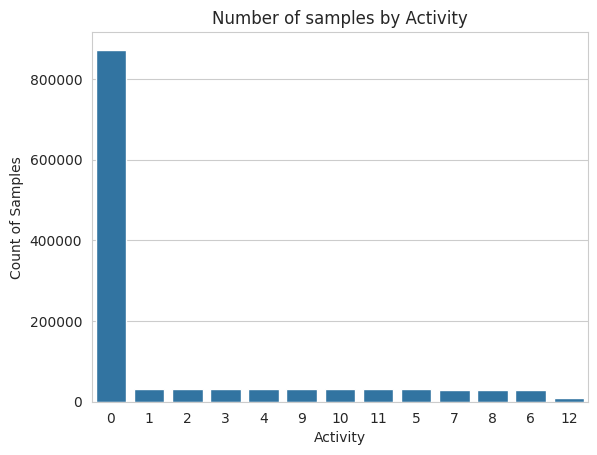 Number of samples by Activity
Count of Samples
800000
600000
400000
200000
0
0 1 2 3 4 9 10 11 5 7 8 6 12
Activity